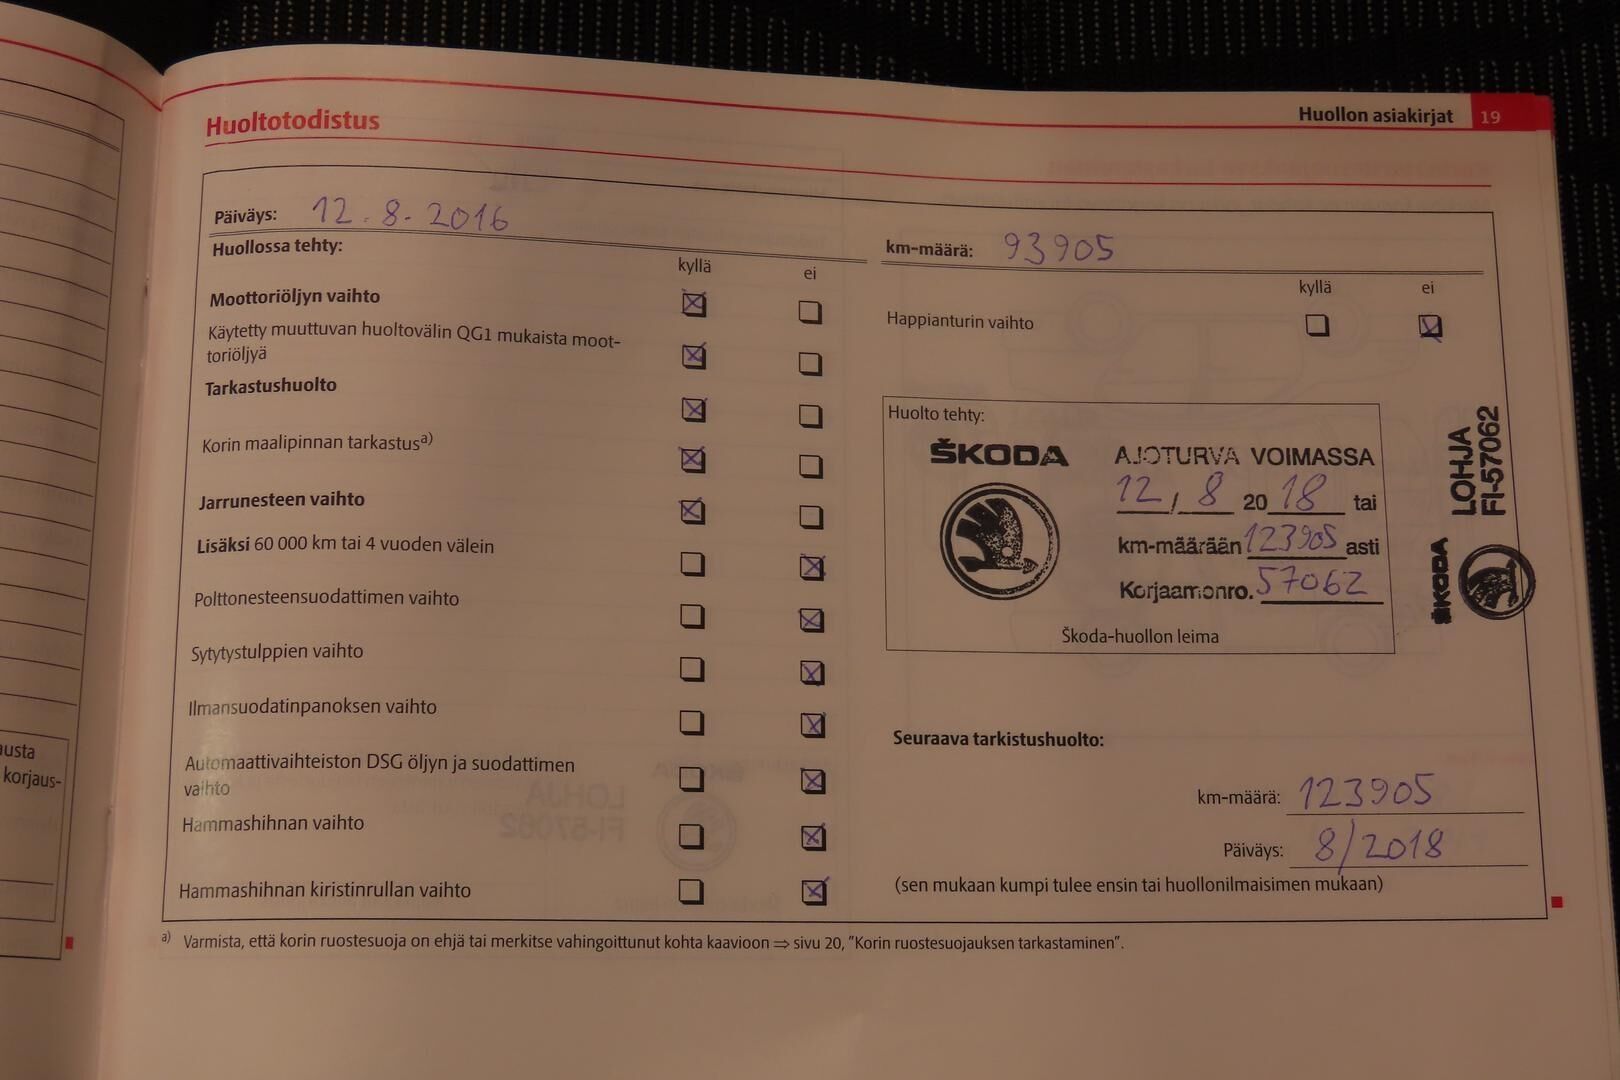 Huollon asiakirjat 19
Huoltotodistus
Päiväys: 12.8.2016
Huollossa tehty:
kyllä ei
Moottoriöljyn vaihto
Käytetty muuttuvan huoltovälin QG1 mukaista moot-
toriöljyä
Tarkastushuolto
Korin maalipinnan tarkastusa)
Jarrunesteen vaihto
Lisäksi 60 000 km tai 4 vuoden välein
Polttonesteensuodattimen vaihto
Sytytystulppien vaihto
Ilmansuodatinpanoksen vaihto
Automaattivaihteiston DSG öljyn ja suodattimen
vaihto
Hammashihnan vaihto
Hammashihnan kiristinrullan vaihto
km-määrä: 93905
kyllä ei
Happianturin vaihto
Huolto tehty:
ŠKODA
AJOTURVA VOIMASSA
12, 8 2018 tai
km-määrään 123905 asti
Korjaamonro. 57062
Škoda-huollon leima
LOHJA
FI-57062
ŠKODA
Seuraava tarkistushuolto:
km-määrä: 123905
Päiväys: 8/2018
(sen mukaan kumpi tulee ensin tai huollonilmaisimen mukaan)
a) Varmista, että korin ruostesuoja on ehjä tai merkitse vahingoittunut kohta kaavioon ⇒ sivu 20, "Korin ruostesuojauksen tarkastaminen".
korjaus-